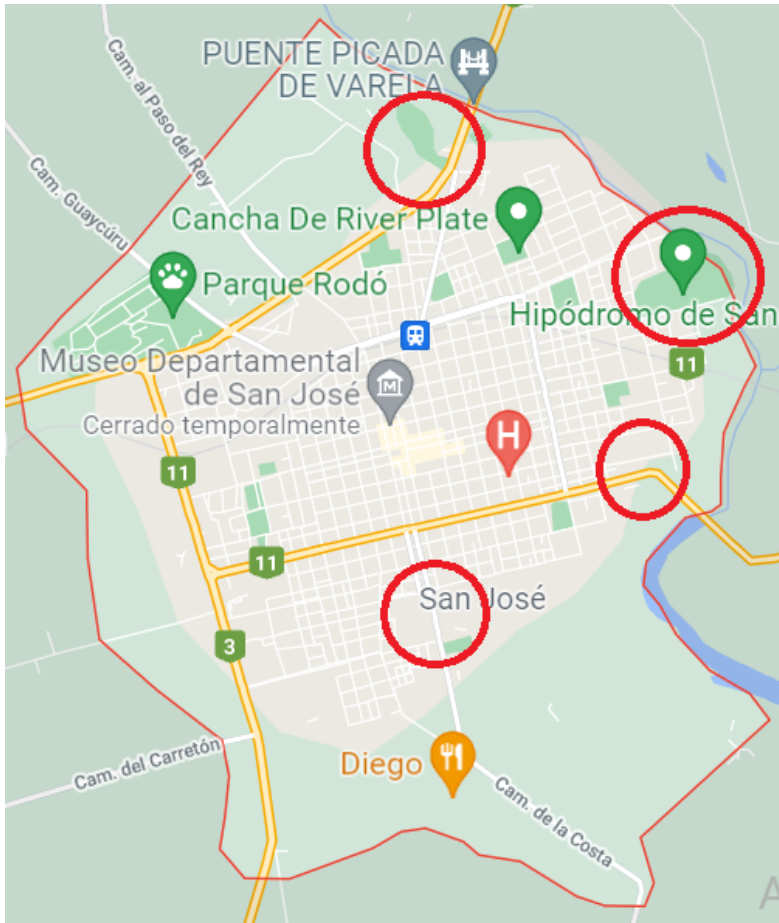 PUENTE PICADA
DE VARELA
Cam. al Paso del Rey
Cam. Guaycúru
Cancha De River Plate
Parque Rodó
Hipódromo de San
Museo Departamental
de San José
Cerrado temporalmente
11
M
H
11
11
San José
3
Diego
Cam. del Carretón
Cam. de la Costa
A